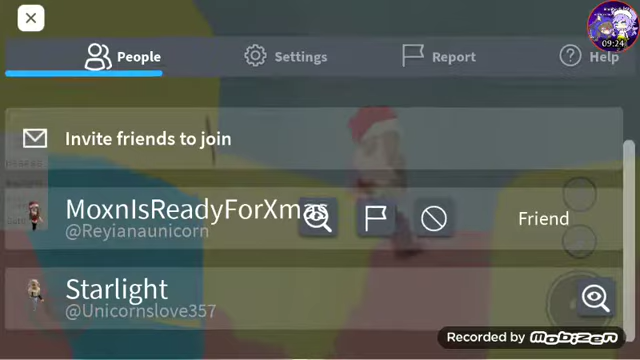 09:24
People
Settings
Report
Help
Invite friends to join
MoxnIsReadyForXmas
@Reyianaunicorn
Friend
Starlight
@Unicornslove357
Recorded by mobizen